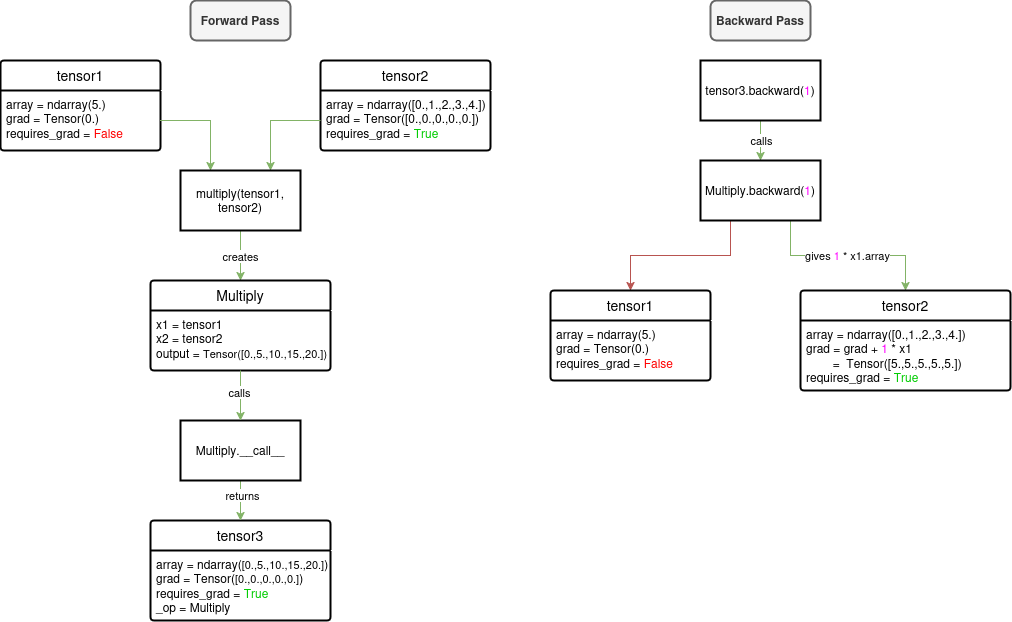 Forward Pass
tensor1
array = ndarray(5.)
grad = Tensor(0.)
requires_grad = False
tensor2
array = ndarray([0.,1.,2.,3.,4.])
grad = Tensor([0.,0.,0.,0.,0.])
requires_grad = True
multiply(tensor1,
tensor2)
creates
Multiply
x1 = tensor1
x2 = tensor2
output = Tensor([0.,5.,10.,15.,20.])
calls
Multiply.__call__
returns
tensor3
array = ndarray([0.,5.,10.,15.,20.])
grad = Tensor([0.,0.,0.,0.,0.])
requires_grad = True
_op = Multiply
Backward Pass
tensor3.backward(1)
calls
Multiply.backward(1)
gives 1 * x1.array
tensor1
array = ndarray(5.)
grad = Tensor(0.)
requires_grad = False
tensor2
array = ndarray([0.,1.,2.,3.,4.])
grad = grad + 1 * x1
= Tensor([5.,5.,5.,5.,5.])
requires_grad = True